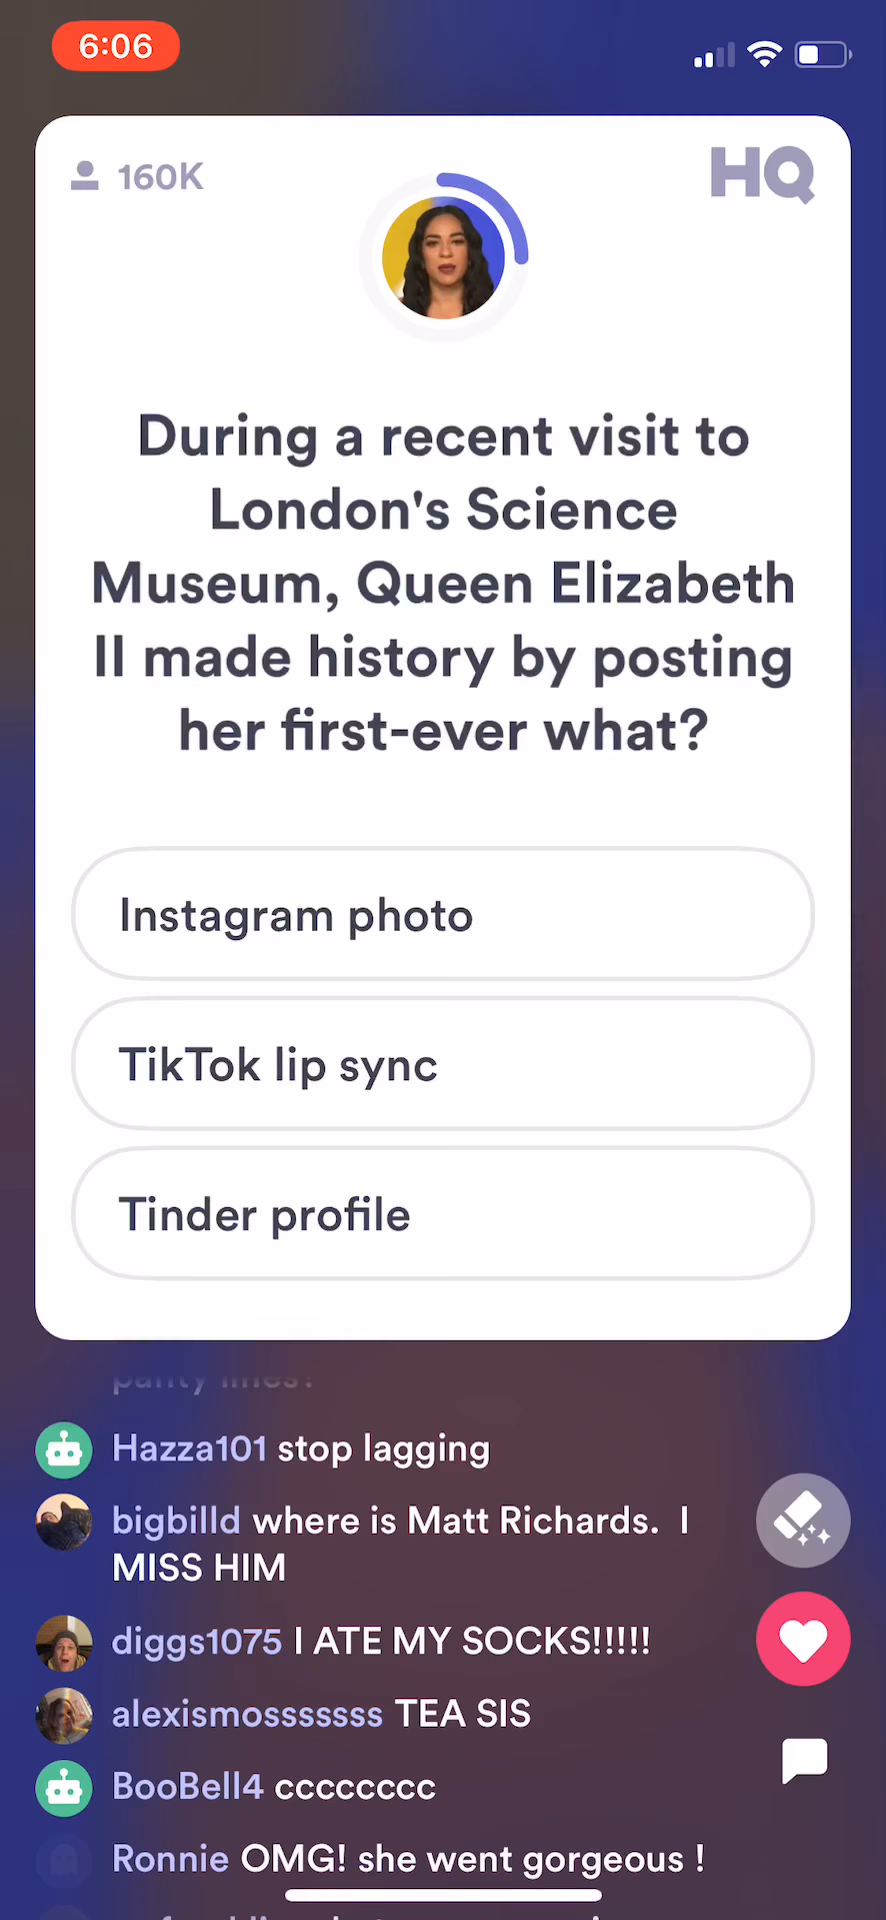 6:06
160K
HQ
During a recent visit to
London's Science
Museum, Queen Elizabeth
II made history by posting
her first-ever what?
Instagram photo
TikTok lip sync
Tinder profile
party lines?
Hazza101 stop lagging
bigbilld where is Matt Richards.  I
MISS HIM
diggs1075 I ATE MY SOCKS!!!!!
alexismosssssss TEA SIS
BooBell4 cccccccc
Ronnie OMG! she went gorgeous !